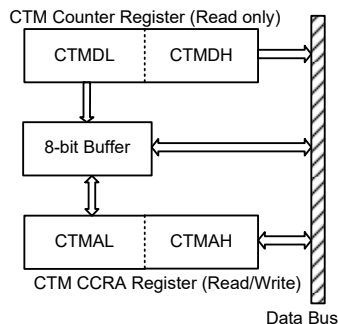 CTM Counter Register (Read only)
CTMDL CTMDH
8-bit Buffer
CTMAL CTMAH
CTM CCRA Register (Read/Write)
Data Bus